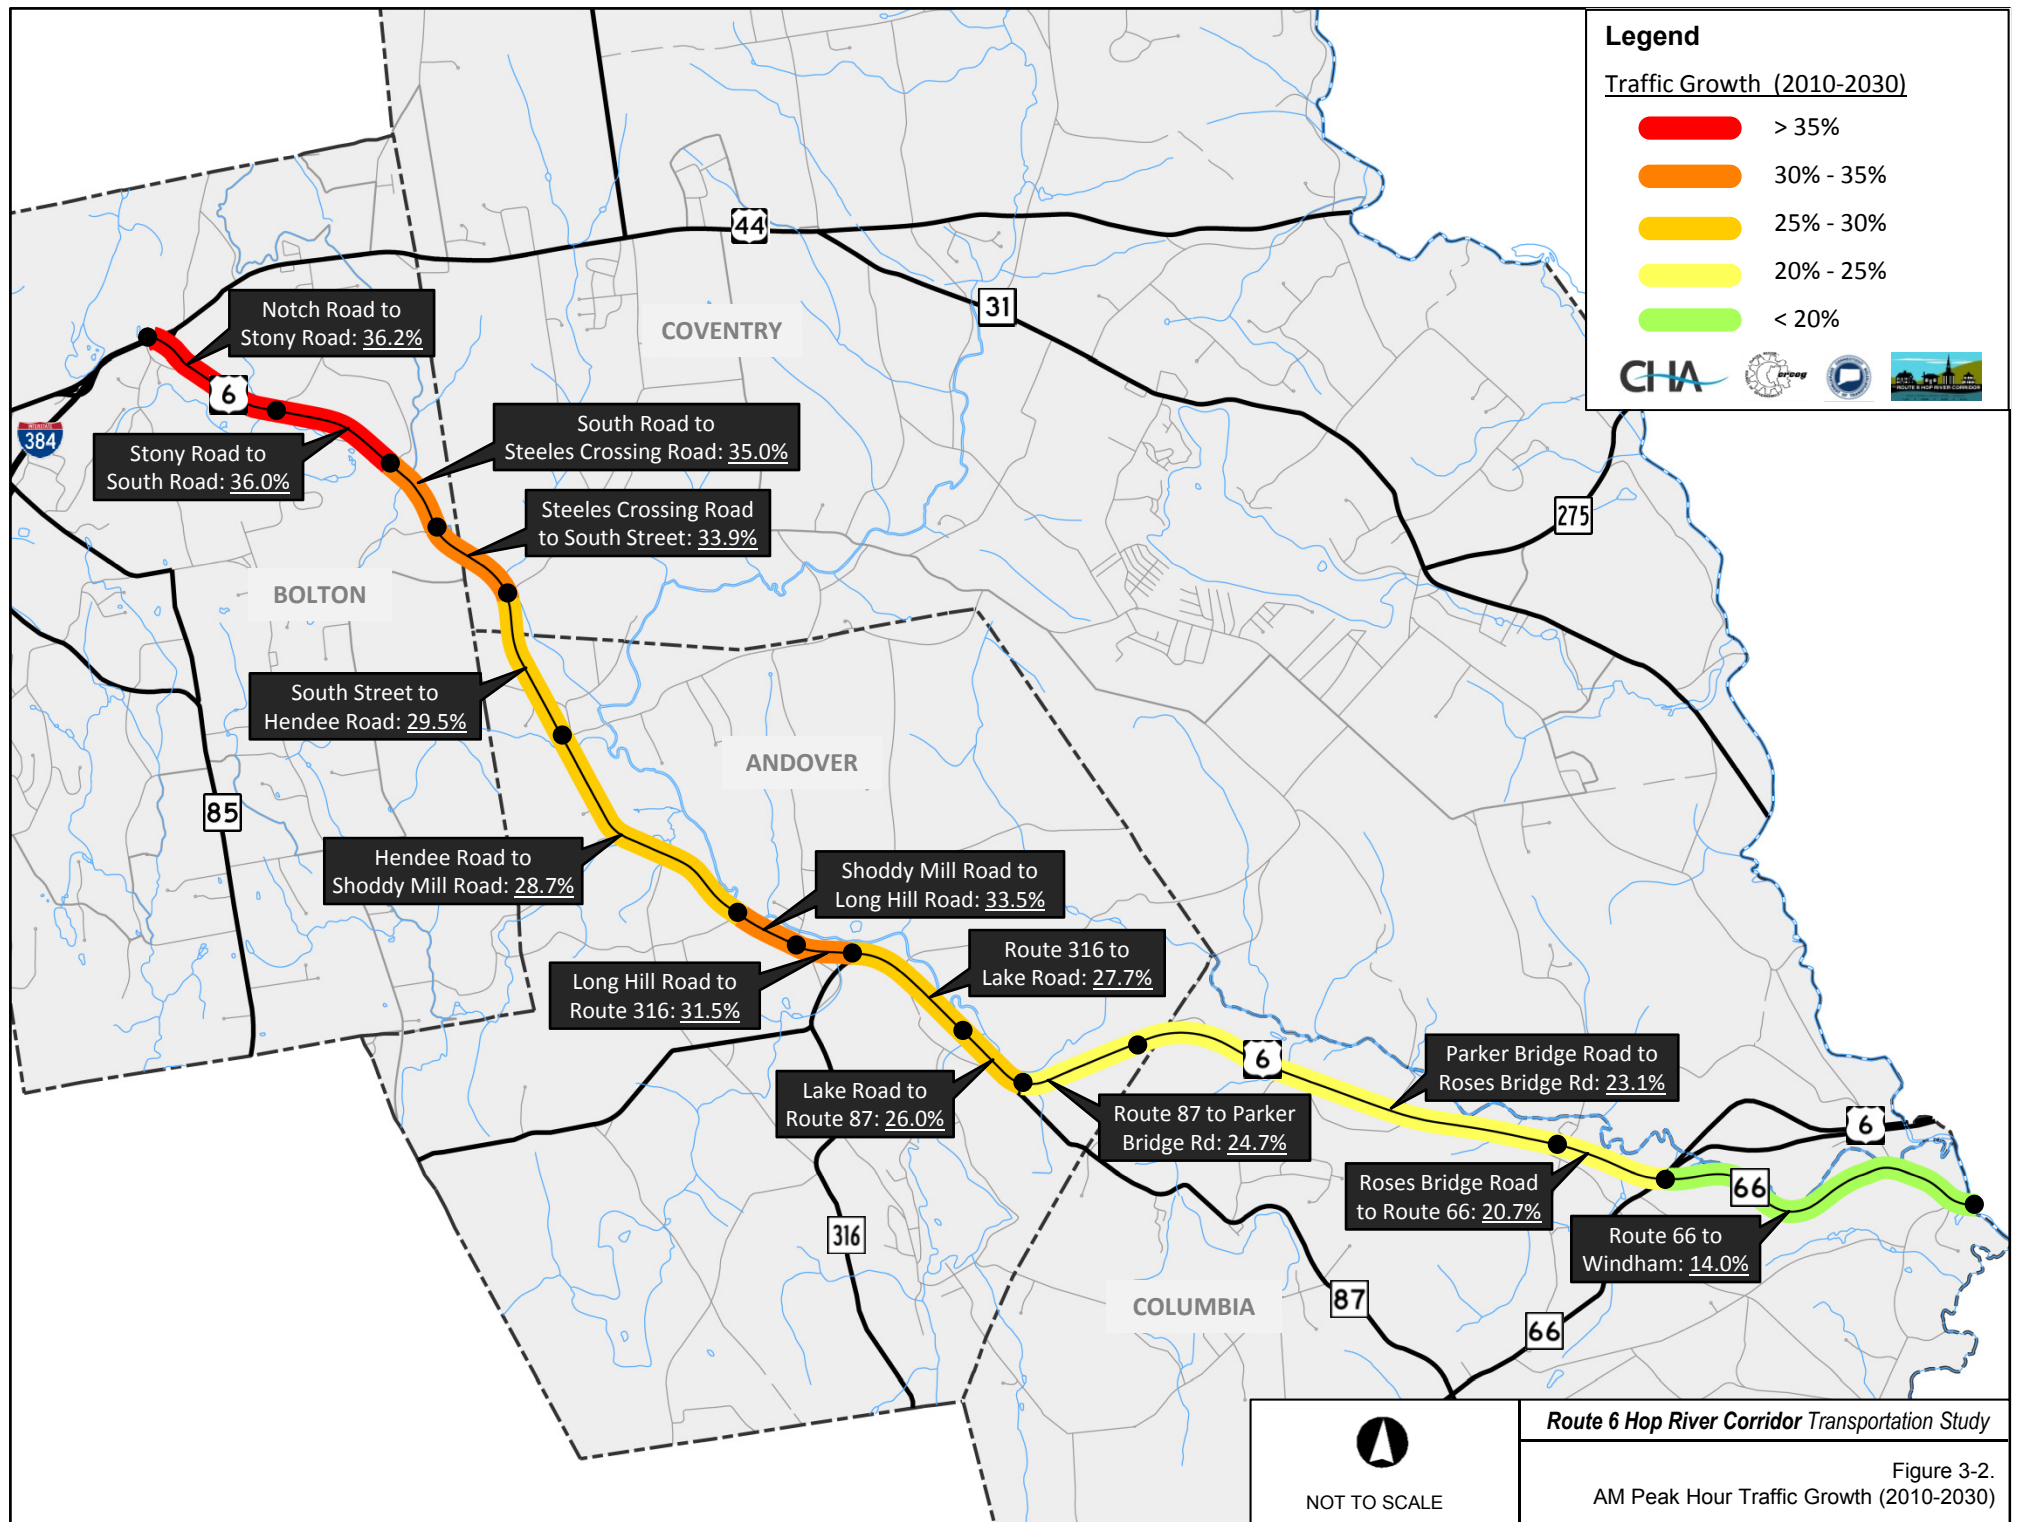 Legend
Traffic Growth (2010-2030)
> 35%
30% - 35%
25% - 30%
20% - 25%
< 20%
CHA
crcog
ROUTE 6 HOP RIVER CORRIDOR
44
31
COVENTRY
Notch Road to
Stony Road: 36.2%
6
INTERSTATE
384
Stony Road to
South Road: 36.0%
South Road to
Steeles Crossing Road: 35.0%
Steeles Crossing Road
to South Street: 33.9%
275
BOLTON
South Street to
Hendee Road: 29.5%
ANDOVER
85
Hendee Road to
Shoddy Mill Road: 28.7%
Shoddy Mill Road to
Long Hill Road: 33.5%
Route 316 to
Lake Road: 27.7%
Long Hill Road to
Route 316: 31.5%
6
Parker Bridge Road to
Roses Bridge Rd: 23.1%
Lake Road to
Route 87: 26.0%
Route 87 to Parker
Bridge Rd: 24.7%
6
Roses Bridge Road
to Route 66: 20.7%
66
316
Route 66 to
Windham: 14.0%
COLUMBIA
87
66
NOT TO SCALE
Route 6 Hop River Corridor Transportation Study
Figure 3-2.
AM Peak Hour Traffic Growth (2010-2030)